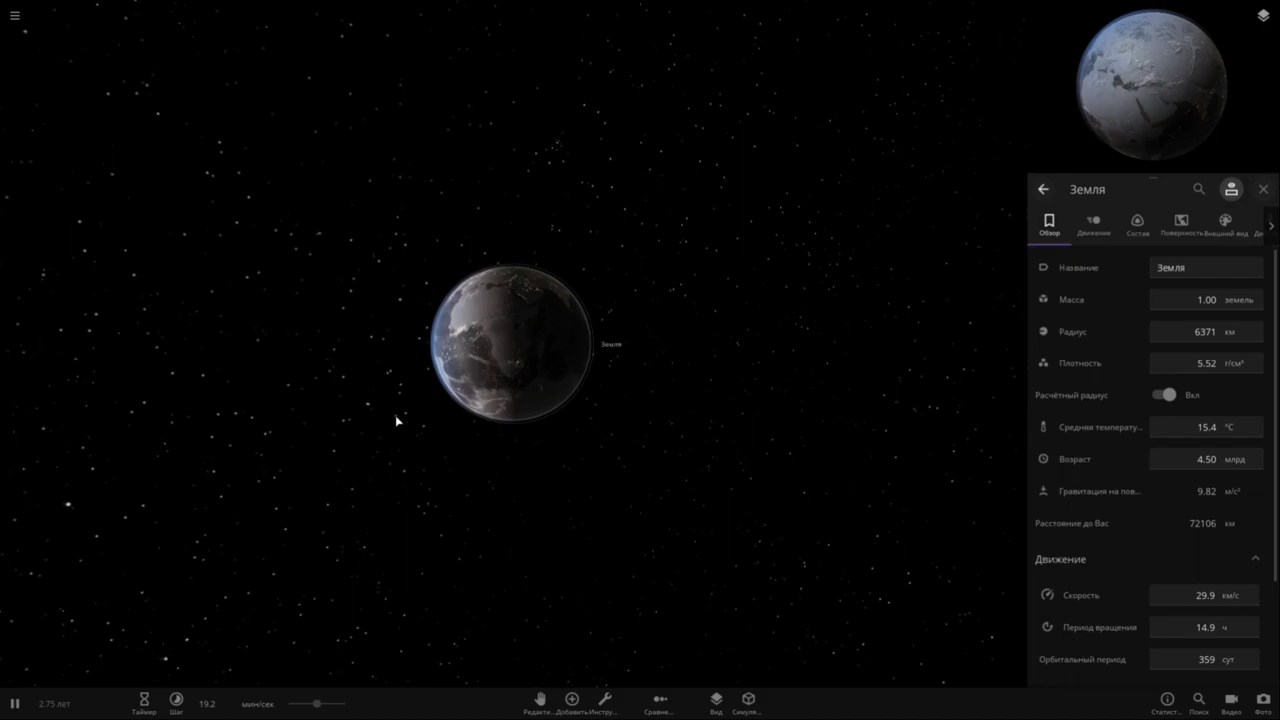 Земля
Обзор
Движение
Состав
Поверхность
Внешний вид
Де
Название
Земля
Масса
1.00 земель
Радиус
6371 км
Плотность
5.52 г/см³
Расчётный радиус
Вкл
Средняя температу...
15.4 °C
Возраст
4.50 млрд
Гравитация на пов...
9.82 м/с²
Расстояние до Вас
72106 км
Движение
Скорость
29.9 км/с
Период вращения
14.9 ч
Орбитальный период
359 сут
Земля
2.75 лет
Таймер
Шаг
19.2 мин/сек
Редакти...
Добавить
Инстру...
Сравне...
Вид
Симуля...
Статист...
Поиск
Видео
Фото